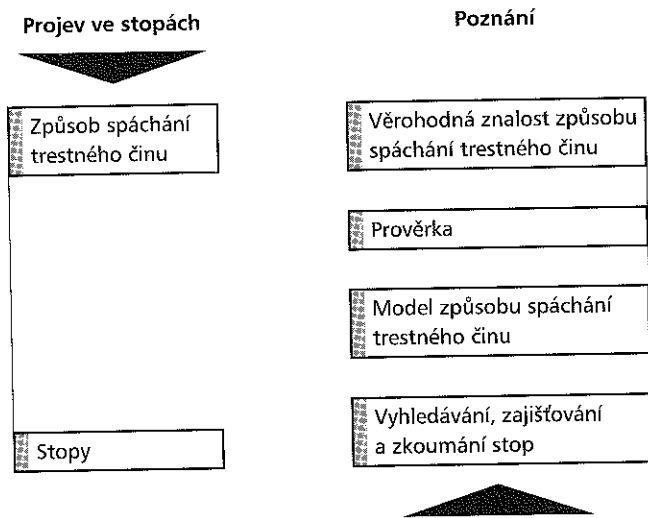 Projev ve stopách
Způsob spáchání
trestného činu
Stopy
Poznání
Věrohodná znalost způsobu
spáchání trestného činu
Prověrka
Model způsobu spáchání
trestného činu
Vyhledávání, zajišťování
a zkoumání stop